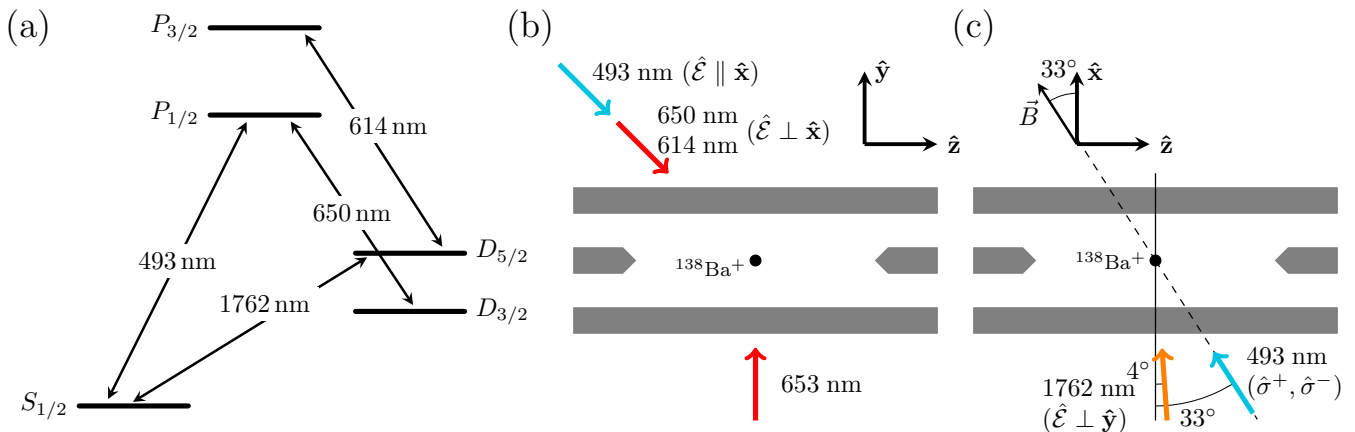 (a)
P3/2
P1/2
614 nm
650 nm
493 nm
D5/2
1762 nm
D3/2
S1/2
(b)
493 nm (ℰ̂ ∥ x̂)
650 nm
614 nm
(ℰ̂ ⊥ x̂)
ŷ
ẑ
¹³⁸Ba⁺
653 nm
(c)
33°
x̂
B⃗
ẑ
¹³⁸Ba⁺
4°
1762 nm
(ℰ̂ ⊥ ŷ)
33°
493 nm
(σ̂⁺, σ̂⁻)